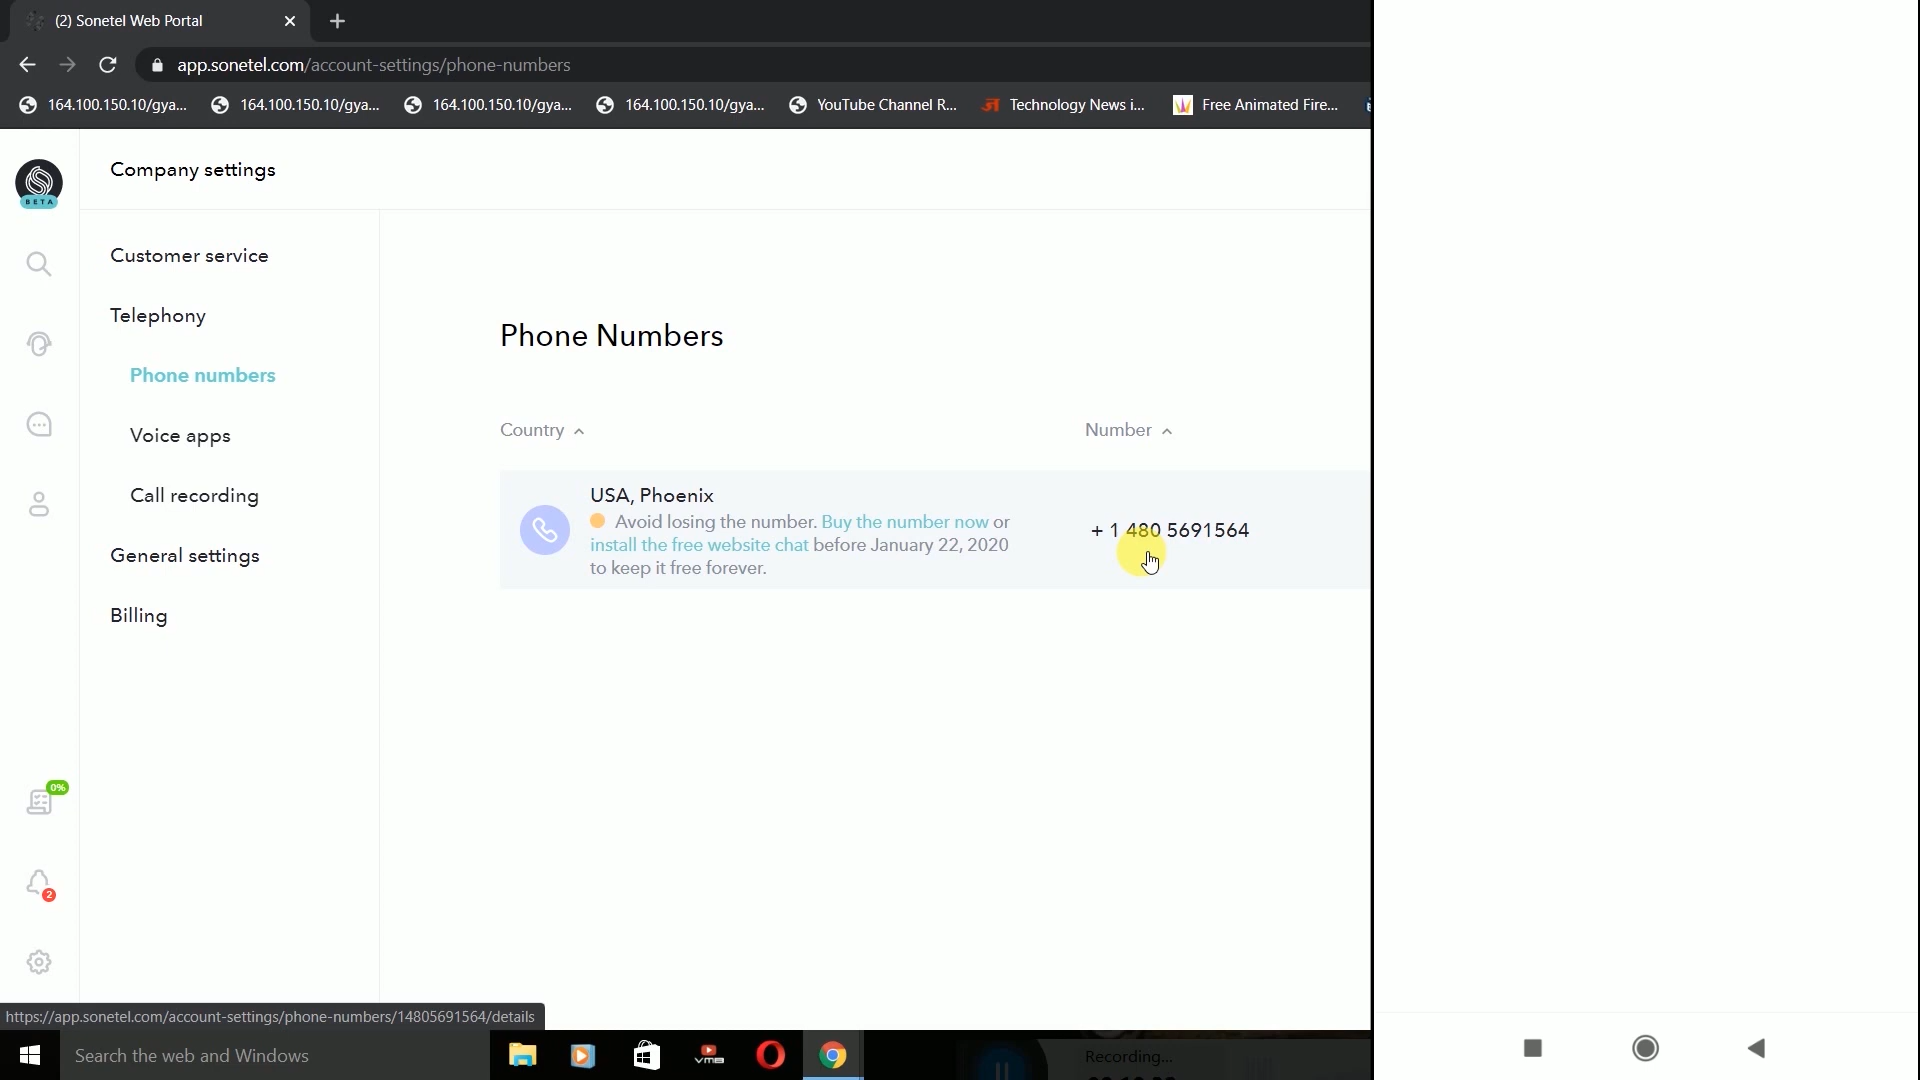 (2) Sonetel Web Portal
app.sonetel.com/account-settings/phone-numbers
164.100.150.10/gya... 164.100.150.10/gya... 164.100.150.10/gya... 164.100.150.10/gya... YouTube Channel R... Technology News i... Free Animated Fire...
BETA
Company settings
Customer service
Telephony
Phone numbers
Voice apps
Call recording
General settings
Billing
Phone Numbers
Country Number
USA, Phoenix
Avoid losing the number. Buy the number now or
install the free website chat before January 22, 2020
to keep it free forever.
+ 1 480 5691564
0%
2
https://app.sonetel.com/account-settings/phone-numbers/14805691564/details
Search the web and Windows
Recording...